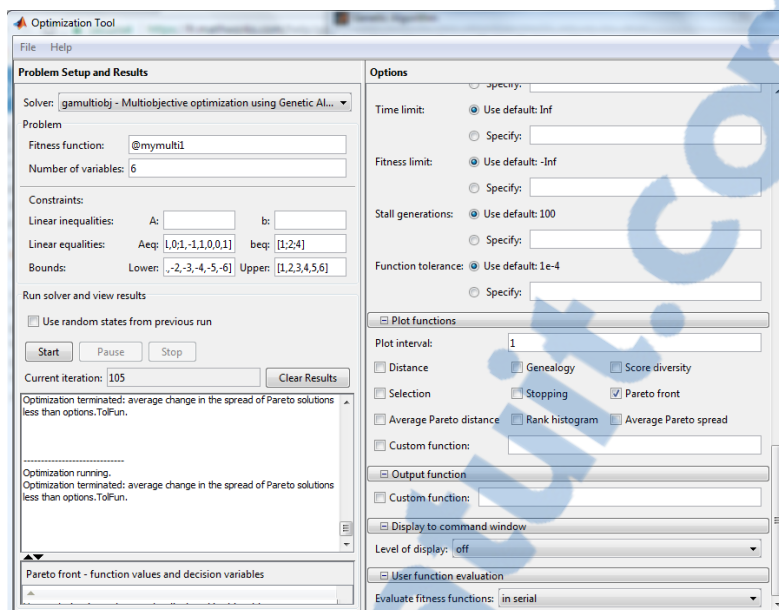 Optimization Tool
File Help
Problem Setup and Results
Solver: gamultiobj - Multiobjective optimization using Genetic Al...
Problem
Fitness function: @mymulti1
Number of variables: 6
Constraints:
Linear inequalities: A: b:
Linear equalities: Aeq: 1,0;1,-1,1,0,0,1] beq: [1;2;4]
Bounds: Lower: ,-2,-3,-4,-5,-6] Upper: [1,2,3,4,5,6]
Run solver and view results
Use random states from previous run
Start Pause Stop
Current iteration: 105 Clear Results
Optimization terminated: average change in the spread of Pareto solutions
less than options.TolFun.
----------------------------
Optimization running.
Optimization terminated: average change in the spread of Pareto solutions
less than options.TolFun.
Pareto front - function values and decision variables
Options
Specify:
Time limit: Use default: Inf
Specify:
Fitness limit: Use default: -Inf
Specify:
Stall generations: Use default: 100
Specify:
Function tolerance: Use default: 1e-4
Specify:
Plot functions
Plot interval: 1
Distance Genealogy Score diversity
Selection Stopping Pareto front
Average Pareto distance Rank histogram Average Pareto spread
Custom function:
Output function
Custom function:
Display to command window
Level of display: off
User function evaluation
Evaluate fitness functions: in serial